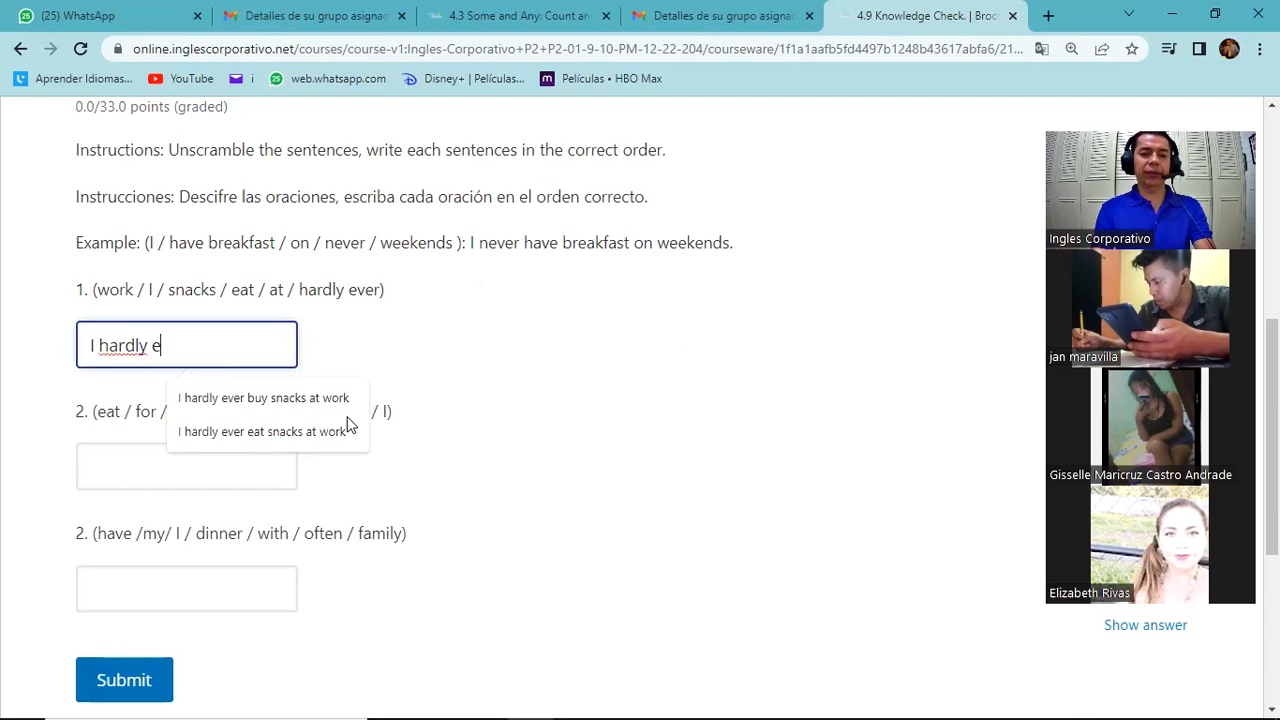 (25) WhatsApp
Detalles de su grupo asignad
4.3 Some and Any: Count an
Detalles de su grupo asignad
4.9 Knowledge Check. | Broc
online.inglescorporativo.net/courses/course-v1:Ingles-Corporativo+P2+P2-01-9-10-PM-12-22-204/courseware/1f1a1aafb5fd4497b1248b43617abfa6/21...
Aprender Idiomas...
YouTube
i
web.whatsapp.com
Disney+ | Películas,...
Películas • HBO Max
0.0/33.0 points (graded)
Instructions: Unscramble the sentences, write each sentences in the correct order.
Instrucciones: Descifre las oraciones, escriba cada oración en el orden correcto.
Example: (I / have breakfast / on / never / weekends ): I never have breakfast on weekends.
1. (work / I / snacks / eat / at / hardly ever)
I hardly e
I hardly ever buy snacks at work
I hardly ever eat snacks at work
2. (eat / for / / I)
2. (have /my/ I / dinner / with / often / family)
Submit
Ingles Corporativo
jan maravilla
Gisselle Maricruz Castro Andrade
Elizabeth Rivas
Show answer